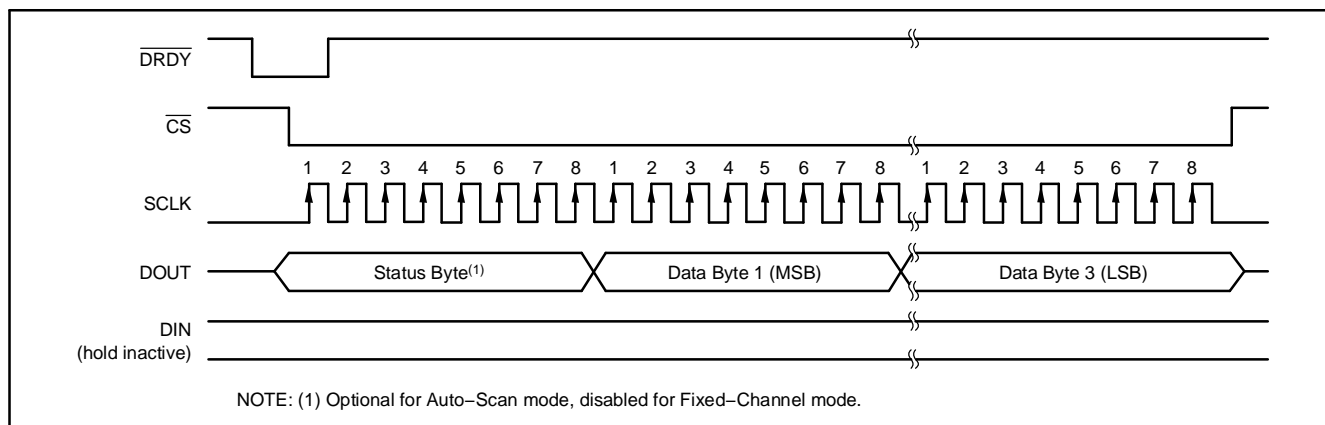 DRDY
CS
1 2 3 4 5 6 7 8 1 2 3 4 5 6 7 8 1 2 3 4 5 6 7 8
SCLK
DOUT Status Byte(1) Data Byte 1 (MSB) Data Byte 3 (LSB)
DIN
(hold inactive)
NOTE: (1) Optional for Auto−Scan mode, disabled for Fixed−Channel mode.